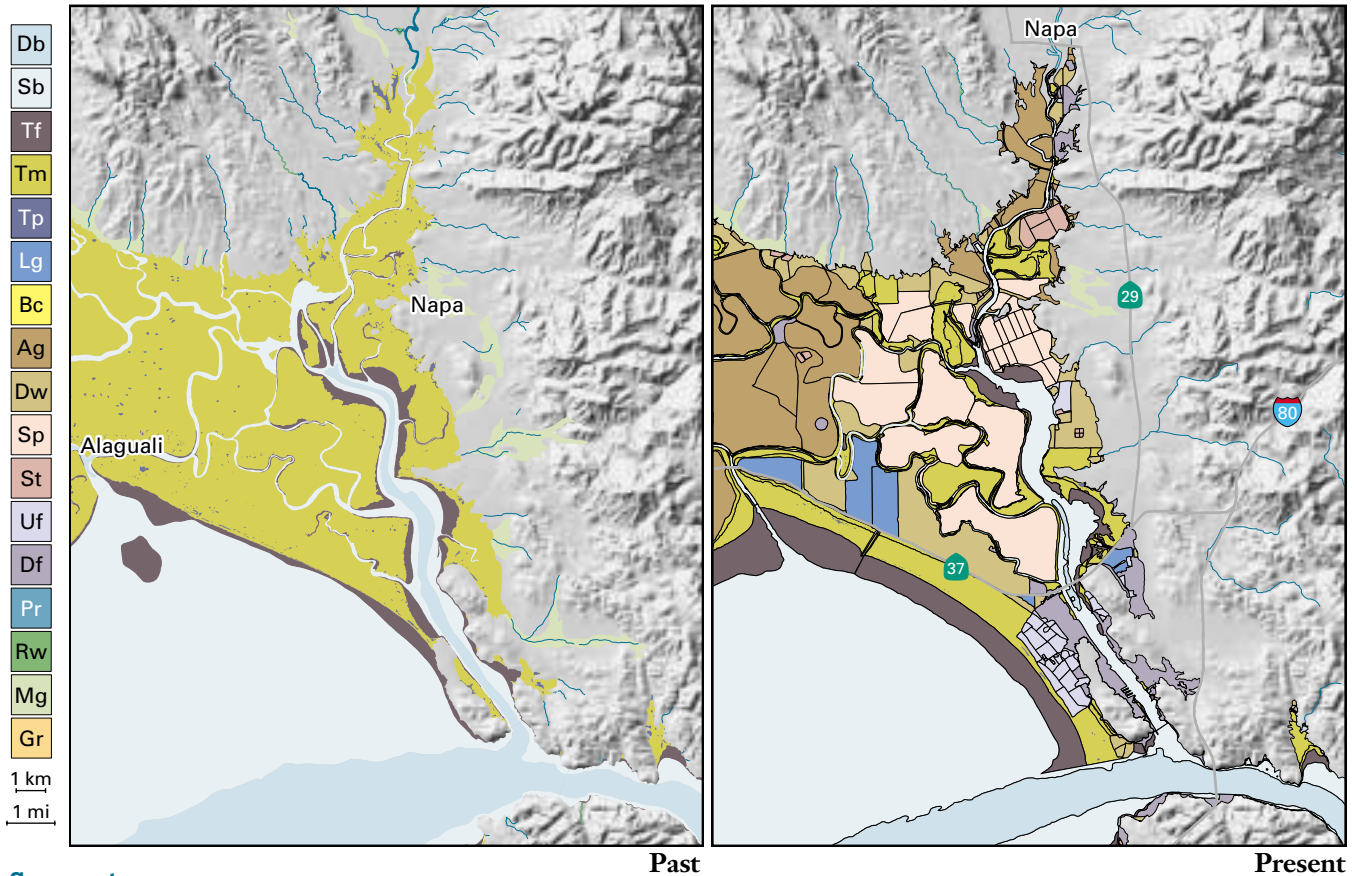 Db
Sb
Tf
Tm
Tp
Lg
Bc
Ag
Dw
Sp
St
Uf
Df
Pr
Rw
Mg
Gr
1 km
1 mi
Napa
Alaguali
Past
Napa
29
80
37
Present